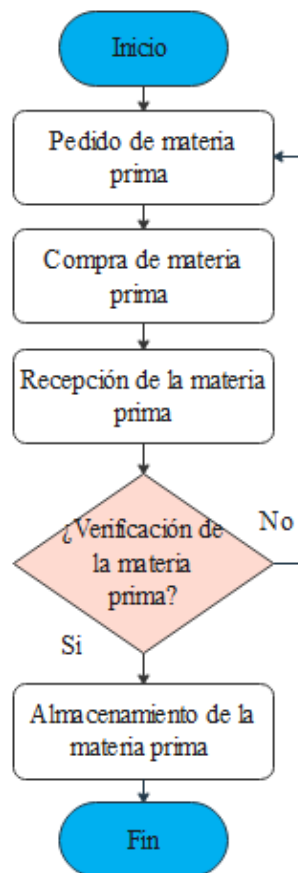 Inicio
Pedido de materia
prima
Compra de materia
prima
Recepción de la materia
prima
¿Verificación de
la materia
prima?
No
Si
Almacenamiento de la
materia prima
Fin